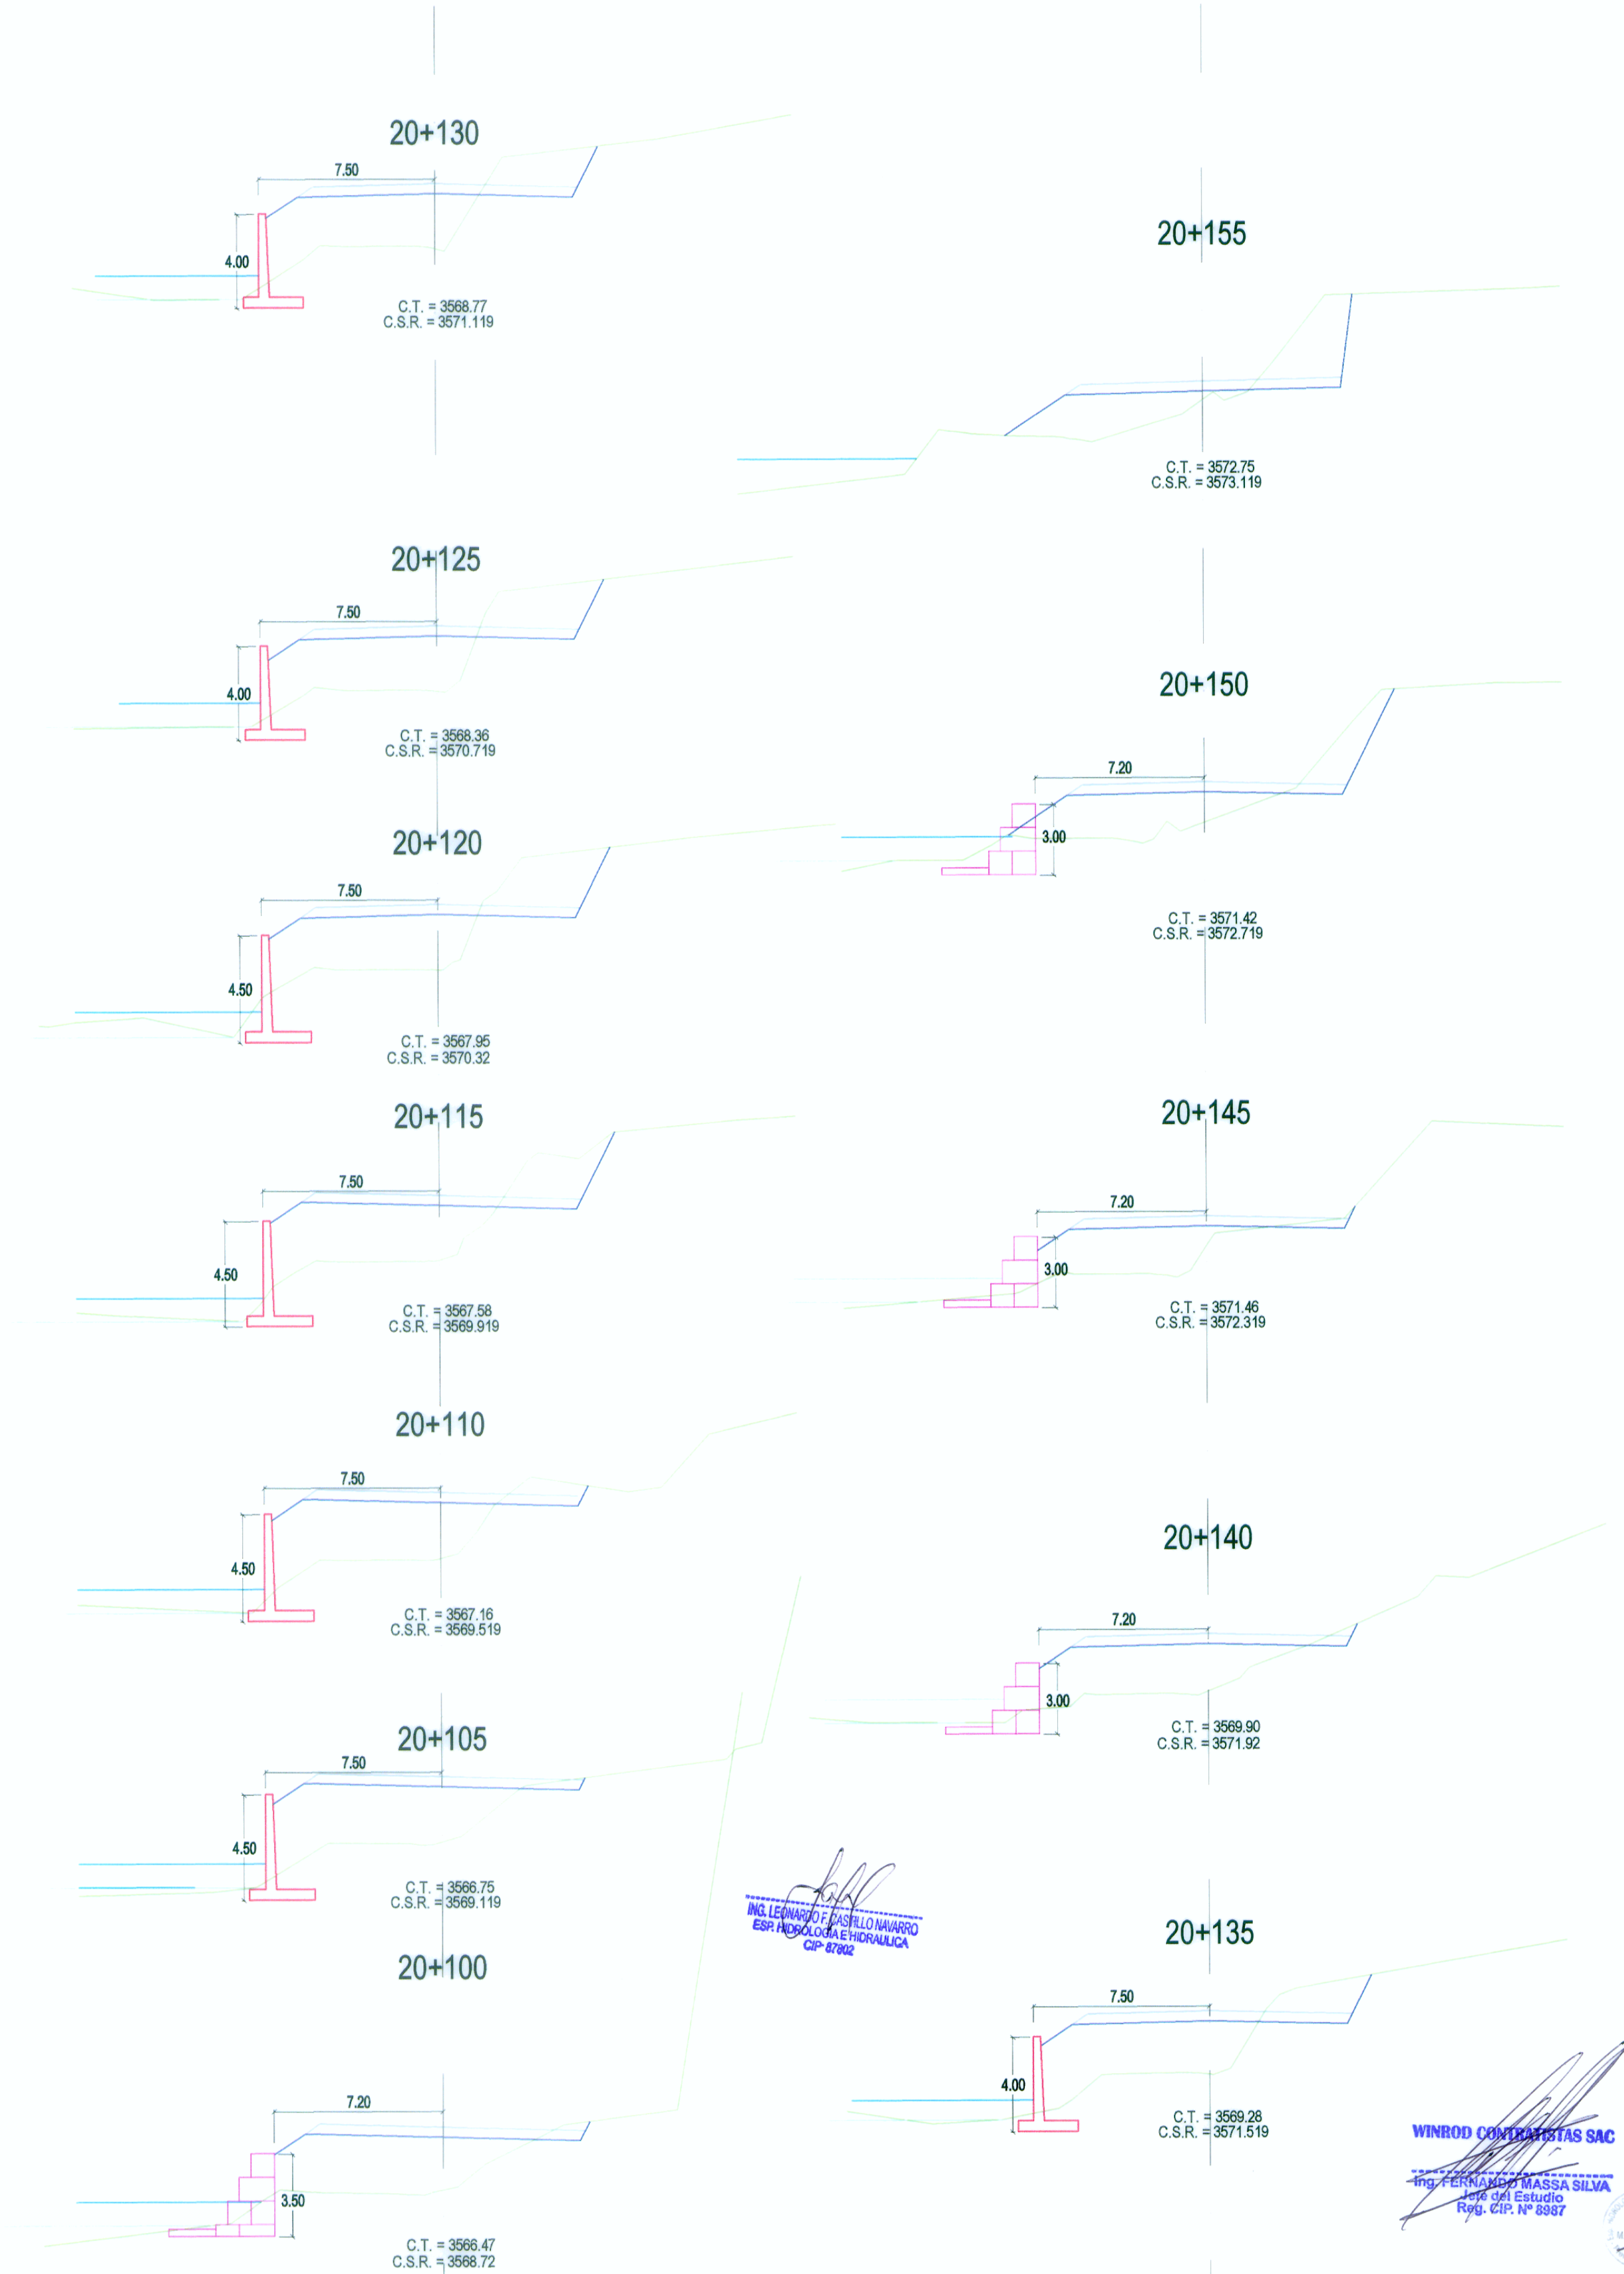 20+130
7.50
4.00
C.T. = 3568.77
C.S.R. = 3571.119
20+125
7.50
4.00
C.T. = 3568.36
C.S.R. = 3570.719
20+120
7.50
4.50
C.T. = 3567.95
C.S.R. = 3570.32
20+115
7.50
4.50
C.T. = 3567.58
C.S.R. = 3569.919
20+110
7.50
4.50
C.T. = 3567.16
C.S.R. = 3569.519
20+105
7.50
4.50
C.T. = 3566.75
C.S.R. = 3569.119
20+100
7.20
3.50
C.T. = 3566.47
C.S.R. = 3568.72
20+155
C.T. = 3572.75
C.S.R. = 3573.119
20+150
7.20
3.00
C.T. = 3571.42
C.S.R. = 3572.719
20+145
7.20
3.00
C.T. = 3571.46
C.S.R. = 3572.319
20+140
7.20
3.00
C.T. = 3569.90
C.S.R. = 3571.92
20+135
7.50
4.00
C.T. = 3569.28
C.S.R. = 3571.519
ING. LEONARDO F. CASTILLO NAVARRO
ESP. HIDROLOGIA E HIDRAULICA
CIP 87802
WINROD CONTRATISTAS SAC
Ing. FERNANDO MASSA SILVA
Jefe del Estudio
Reg. CIP. Nº 8987